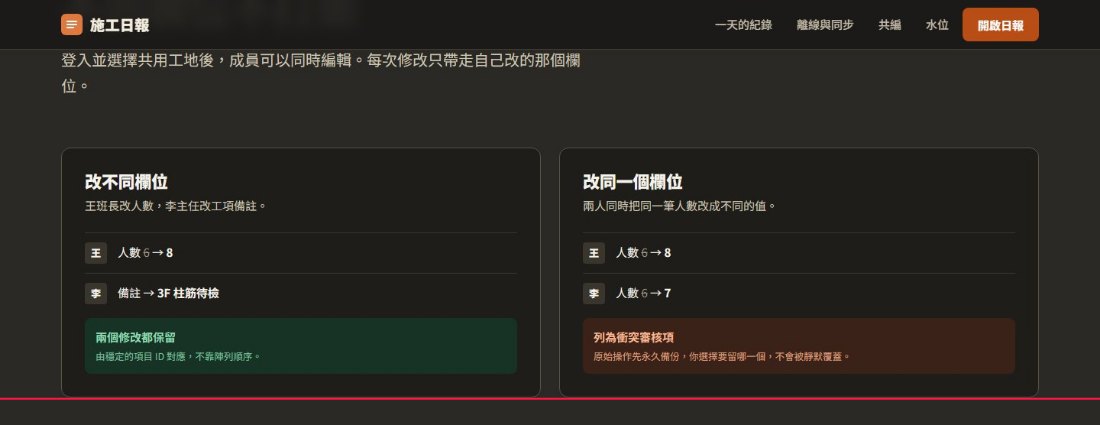 施工日報
一天的紀錄
離線與同步
共編
水位
開啟日報
登入並選擇共用工地後，成員可以同時編輯。每次修改只帶走自己改的那個欄
位。
改不同欄位
王班長改人數，李主任改工項備註。
王 人數 6 → 8
李 備註 → 3F 柱筋待檢
兩個修改都保留
由穩定的項目 ID 對應，不靠陣列順序。
改同一個欄位
兩人同時把同一筆人數改成不同的值。
王 人數 6 → 8
李 人數 6 → 7
列為衝突審核項
原始操作先永久備份，你選擇要留哪一個，不會被靜默覆蓋。